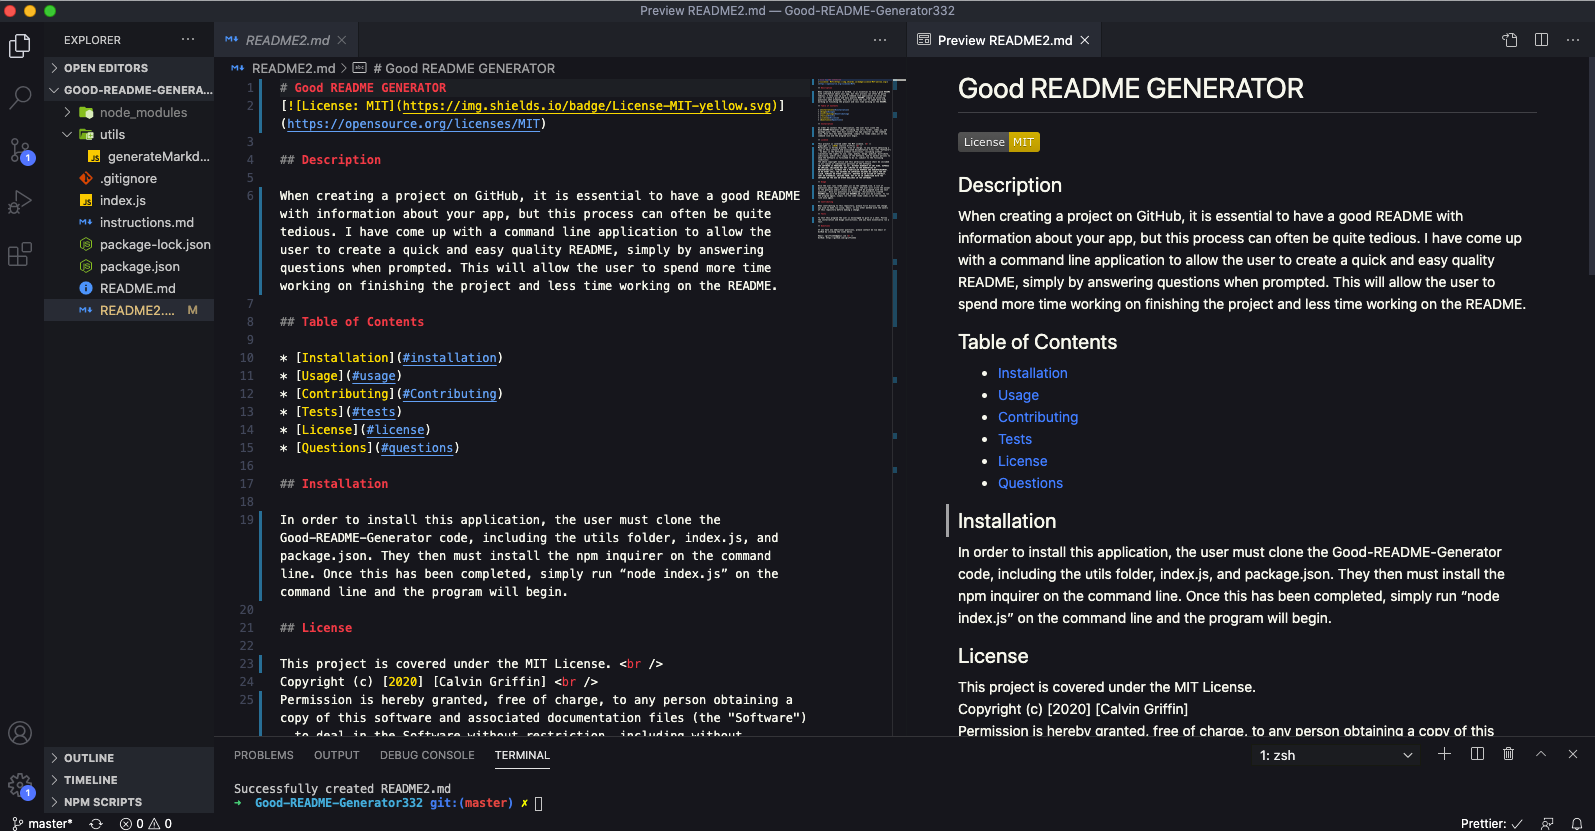 Preview README2.md — Good-README-Generator332
EXPLORER
OPEN EDITORS
GOOD-README-GENERA...
node_modules
utils
generateMarkd...
.gitignore
index.js
instructions.md
package-lock.json
package.json
README.md
README2.... M
OUTLINE
TIMELINE
NPM SCRIPTS
1
1
README2.md
README2.md > # Good README GENERATOR
1 # Good README GENERATOR
2 [![License: MIT](https://img.shields.io/badge/License-MIT-yellow.svg)]
(https://opensource.org/licenses/MIT)
3
4 ## Description
5
6 When creating a project on GitHub, it is essential to have a good README
with information about your app, but this process can often be quite
tedious. I have come up with a command line application to allow the
user to create a quick and easy quality README, simply by answering
questions when prompted. This will allow the user to spend more time
working on finishing the project and less time working on the README.
7
8 ## Table of Contents
9
10 * [Installation](#installation)
11 * [Usage](#usage)
12 * [Contributing](#Contributing)
13 * [Tests](#tests)
14 * [License](#license)
15 * [Questions](#questions)
16
17 ## Installation
18
19 In order to install this application, the user must clone the
Good-README-Generator code, including the utils folder, index.js, and
package.json. They then must install the npm inquirer on the command
line. Once this has been completed, simply run “node index.js” on the
command line and the program will begin.
20
21 ## License
22
23 This project is covered under the MIT License. <br />
24 Copyright (c) [2020] [Calvin Griffin] <br />
25 Permission is hereby granted, free of charge, to any person obtaining a
copy of this software and associated documentation files (the "Software")
, to deal in the Software without restriction, including without
Preview README2.md
Good README GENERATOR
License MIT
Description
When creating a project on GitHub, it is essential to have a good README with
information about your app, but this process can often be quite tedious. I have come up
with a command line application to allow the user to create a quick and easy quality
README, simply by answering questions when prompted. This will allow the user to
spend more time working on finishing the project and less time working on the README.
Table of Contents
Installation
Usage
Contributing
Tests
License
Questions
Installation
In order to install this application, the user must clone the Good-README-Generator
code, including the utils folder, index.js, and package.json. They then must install the
npm inquirer on the command line. Once this has been completed, simply run “node
index.js” on the command line and the program will begin.
License
This project is covered under the MIT License.
Copyright (c) [2020] [Calvin Griffin]
Permission is hereby granted, free of charge, to any person obtaining a copy of this
PROBLEMS OUTPUT DEBUG CONSOLE TERMINAL 1: zsh
Successfully created README2.md
➜ Good-README-Generator332 git:(master) ✗
master* 0 0 Prettier: ✓